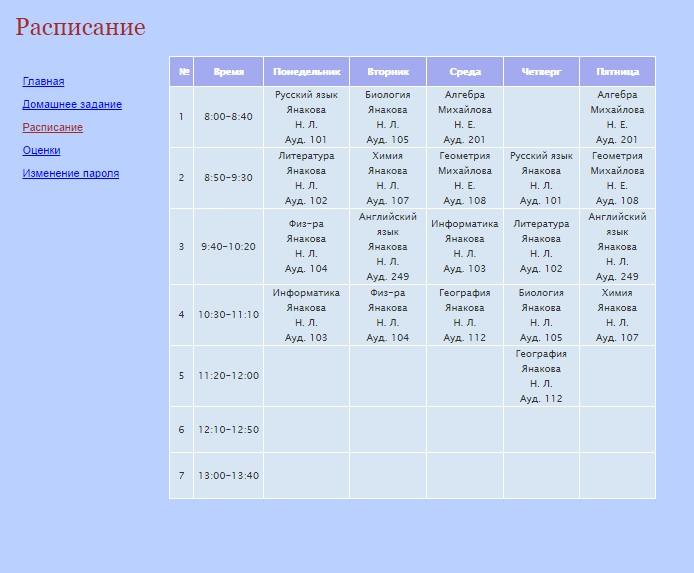 Расписание
Главная
Домашнее задание
Расписание
Оценки
Изменение пароля
№ Время Понедельник Вторник Среда Четверг Пятница
1 8:00-8:40 Русский язык Янакова Н. Л. Ауд. 101 Биология Янакова Н. Л. Ауд. 105 Алгебра Михайлова Н. Е. Ауд. 201 Алгебра Михайлова Н. Е. Ауд. 201
2 8:50-9:30 Литература Янакова Н. Л. Ауд. 102 Химия Янакова Н. Л. Ауд. 107 Геометрия Михайлова Н. Е. Ауд. 108 Русский язык Янакова Н. Л. Ауд. 101 Геометрия Михайлова Н. Е. Ауд. 108
3 9:40-10:20 Физ-ра Янакова Н. Л. Ауд. 104 Английский язык Янакова Н. Л. Ауд. 249 Информатика Янакова Н. Л. Ауд. 103 Литература Янакова Н. Л. Ауд. 102 Английский язык Янакова Н. Л. Ауд. 249
4 10:30-11:10 Информатика Янакова Н. Л. Ауд. 103 Физ-ра Янакова Н. Л. Ауд. 104 География Янакова Н. Л. Ауд. 112 Биология Янакова Н. Л. Ауд. 105 Химия Янакова Н. Л. Ауд. 107
5 11:20-12:00 География Янакова Н. Л. Ауд. 112
6 12:10-12:50
7 13:00-13:40